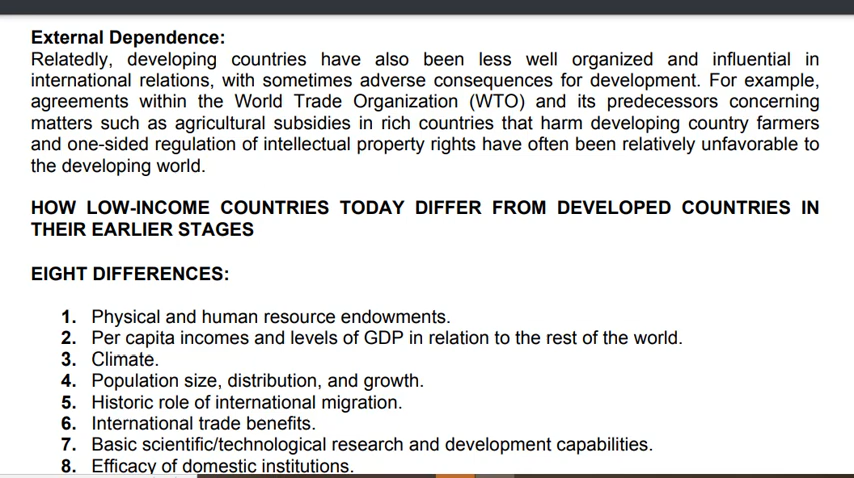 External Dependence:
Relatedly, developing countries have also been less well organized and influential in
international relations, with sometimes adverse consequences for development. For example,
agreements within the World Trade Organization (WTO) and its predecessors concerning
matters such as agricultural subsidies in rich countries that harm developing country farmers
and one-sided regulation of intellectual property rights have often been relatively unfavorable to
the developing world.
HOW LOW-INCOME COUNTRIES TODAY DIFFER FROM DEVELOPED COUNTRIES IN
THEIR EARLIER STAGES
EIGHT DIFFERENCES:
1. Physical and human resource endowments.
2. Per capita incomes and levels of GDP in relation to the rest of the world.
3. Climate.
4. Population size, distribution, and growth.
5. Historic role of international migration.
6. International trade benefits.
7. Basic scientific/technological research and development capabilities.
8. Efficacy of domestic institutions.